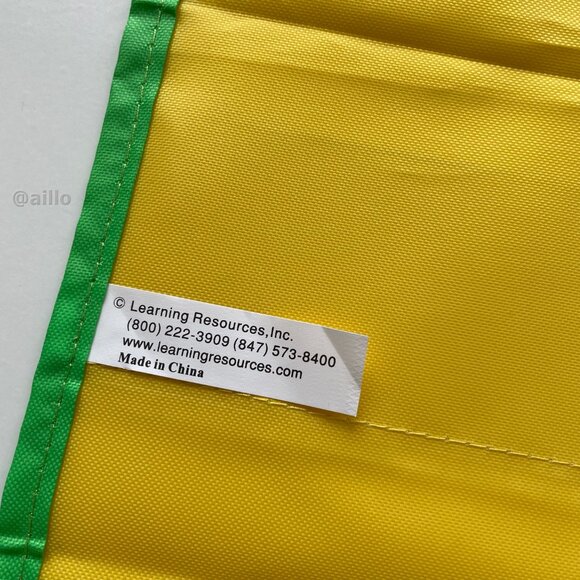 @aillo
© Learning Resources,Inc.
(800) 222-3909 (847) 573-8400
www.learningresources.com
Made in China